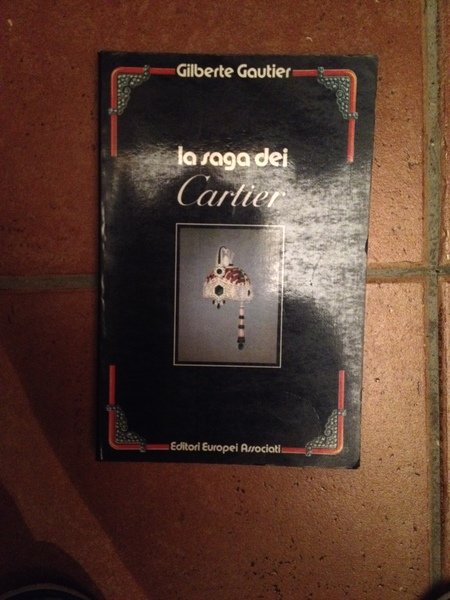 Gilberte Gautier
la saga dei
Cartier
Editori Europei Associati